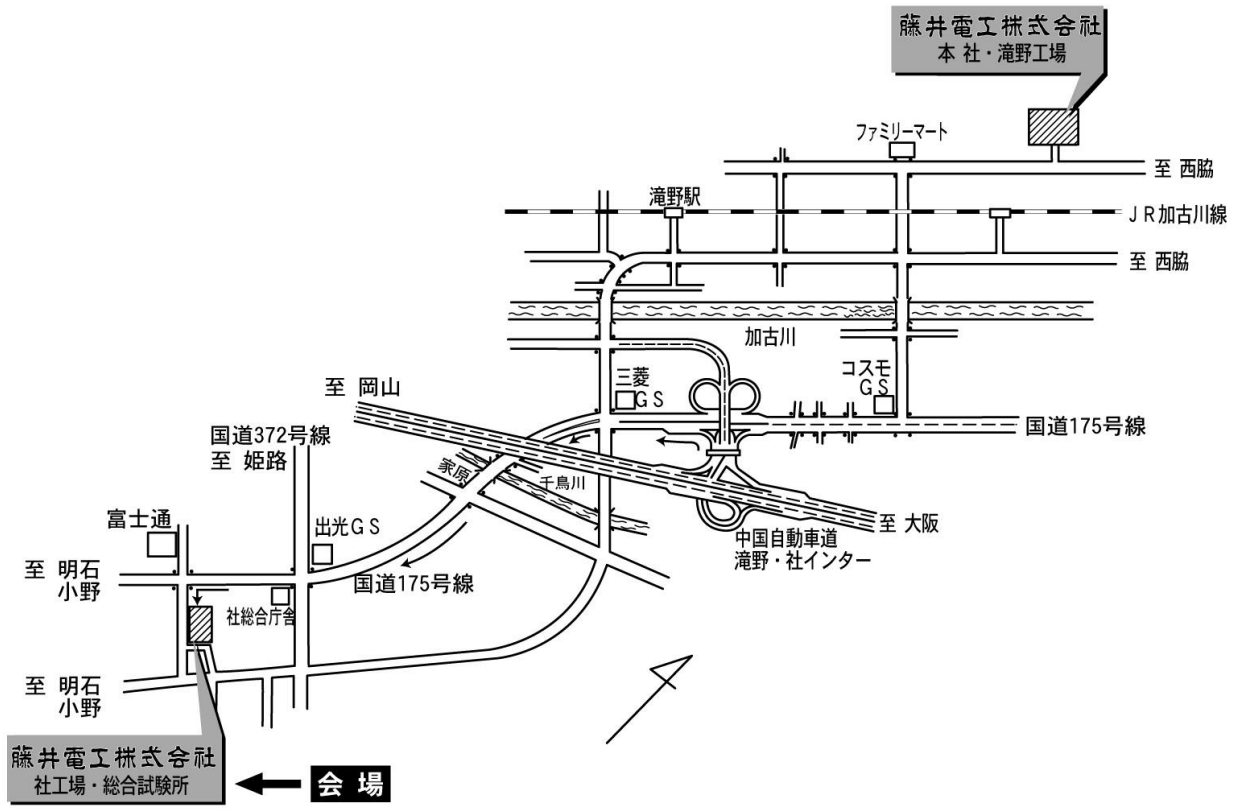 藤井電工株式会社
本 社・滝野工場
ファミリーマート
至 西脇
滝野駅
JR加古川線
至 西脇
加古川
コスモ
GS
三菱
GS
至 岡山
国道175号線
国道372号線
至 姫路
家原
千鳥川
至 大阪
富士通
出光GS
中国自動車道
滝野・社インター
至 明石
小野
国道175号線
社総合庁舎
至 明石
小野
藤井電工株式会社
社工場・総合試験所
会 場